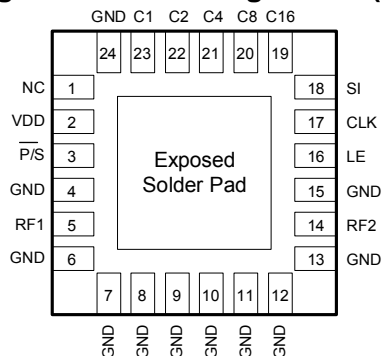 GND C1 C2 C4 C8 C16
24 23 22 21 20 19
NC 1 18 SI
VDD 2 17 CLK
P/S 3 16 LE
GND 4 15 GND
RF1 5 14 RF2
GND 6 13 GND
Exposed
Solder Pad
7 8 9 10 11 12
GND GND GND GND GND GND